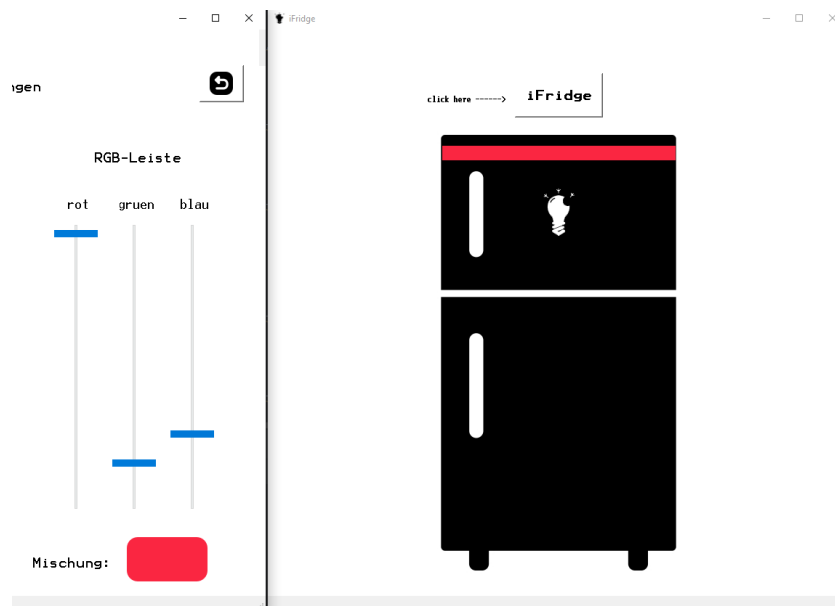 iFridge
ngen
click here ------>
iFridge
RGB-Leiste
rot gruen blau
Mischung: